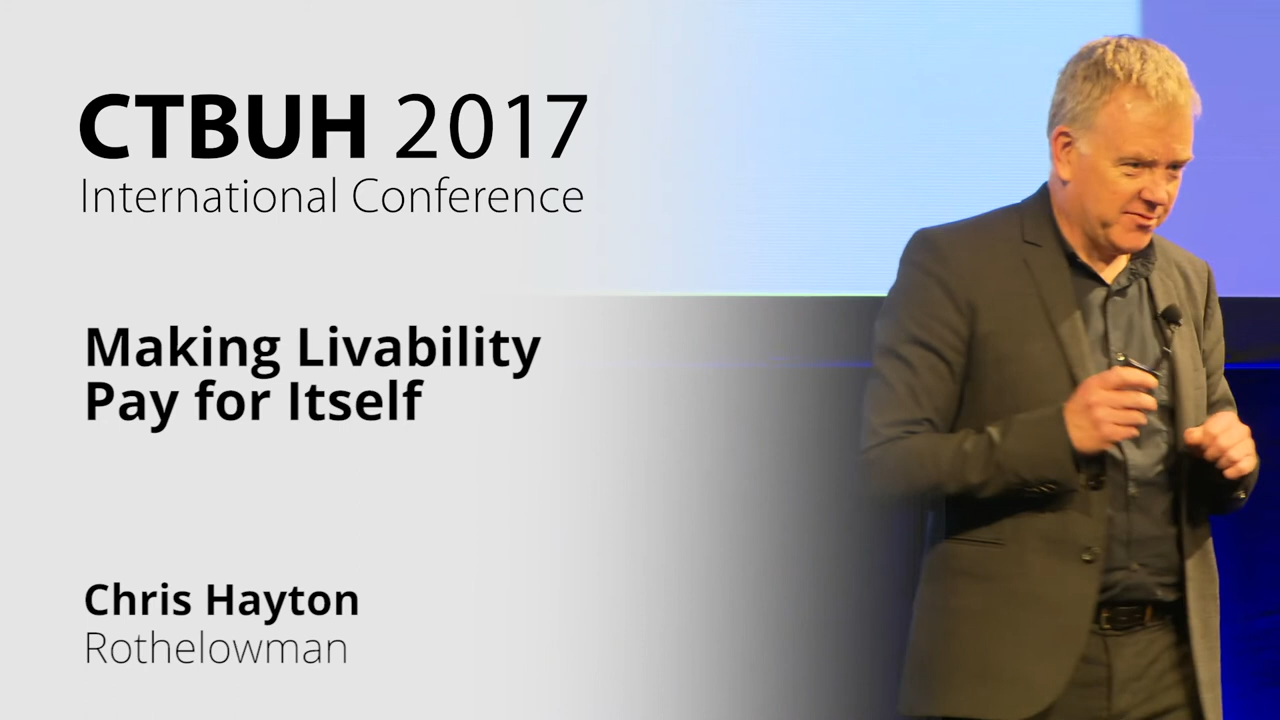 CTBUH 2017
International Conference
Making Livability
Pay for Itself
Chris Hayton
Rothelowman